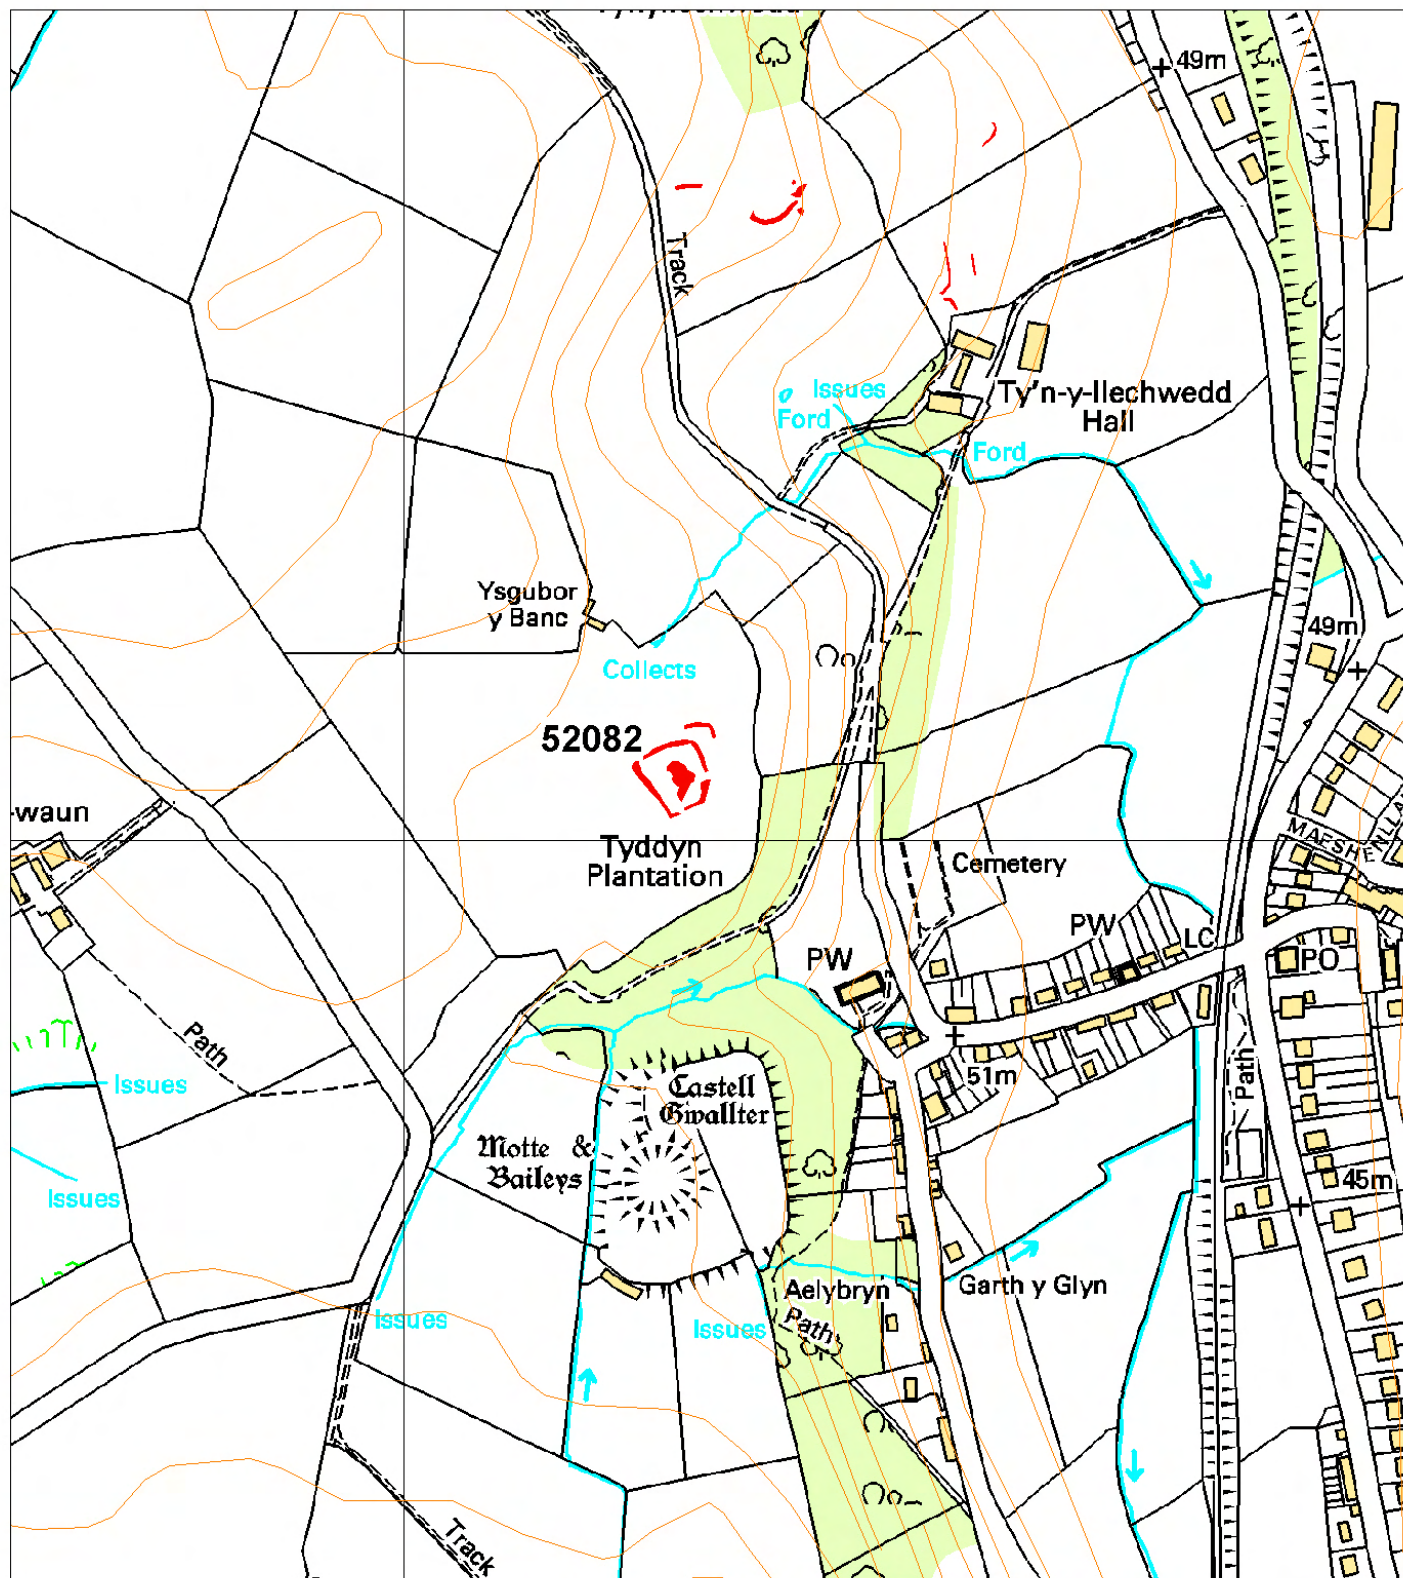 49m
Track
Issues
Ford
Ty'n-y-llechwedd
Hall
Ford
Ysgubor
y Banc
49m
Collects
52082
-waun
MAESHENLLAN
Tyddyn
Plantation
Cemetery
PW
LC
PW
PO
Path
Issues
51m
Path
Castell
Gwallter
Motte &
Baileys
Issues
45m
Aelybryn
Garth y Glyn
Issues
Issues
Path
Track